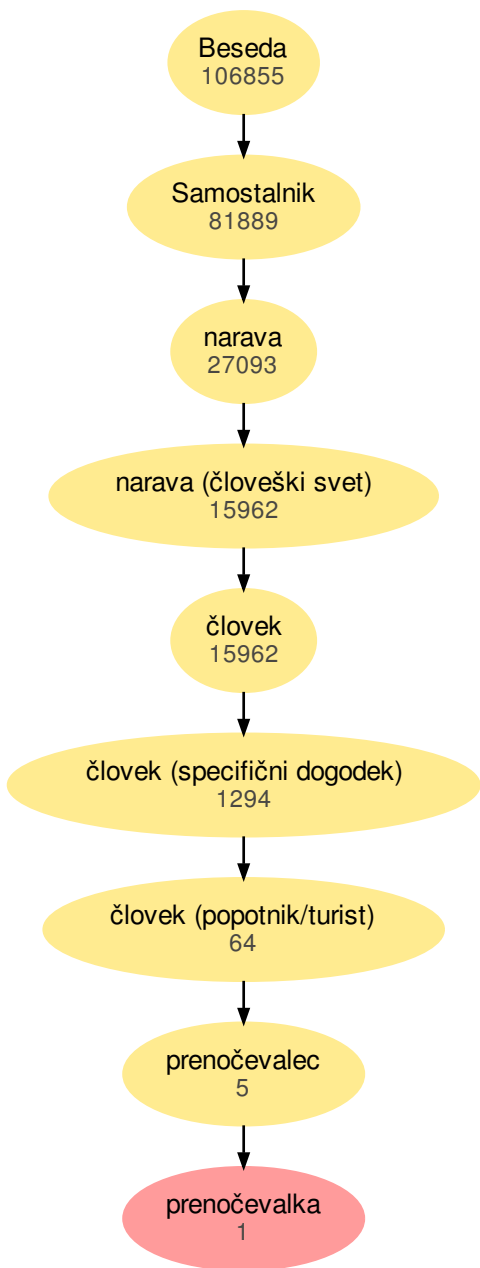 Beseda
106855
Samostalnik
81889
narava
27093
narava (človeški svet)
15962
človek
15962
človek (specifični dogodek)
1294
človek (popotnik/turist)
64
prenočevalec
5
prenočevalka
1